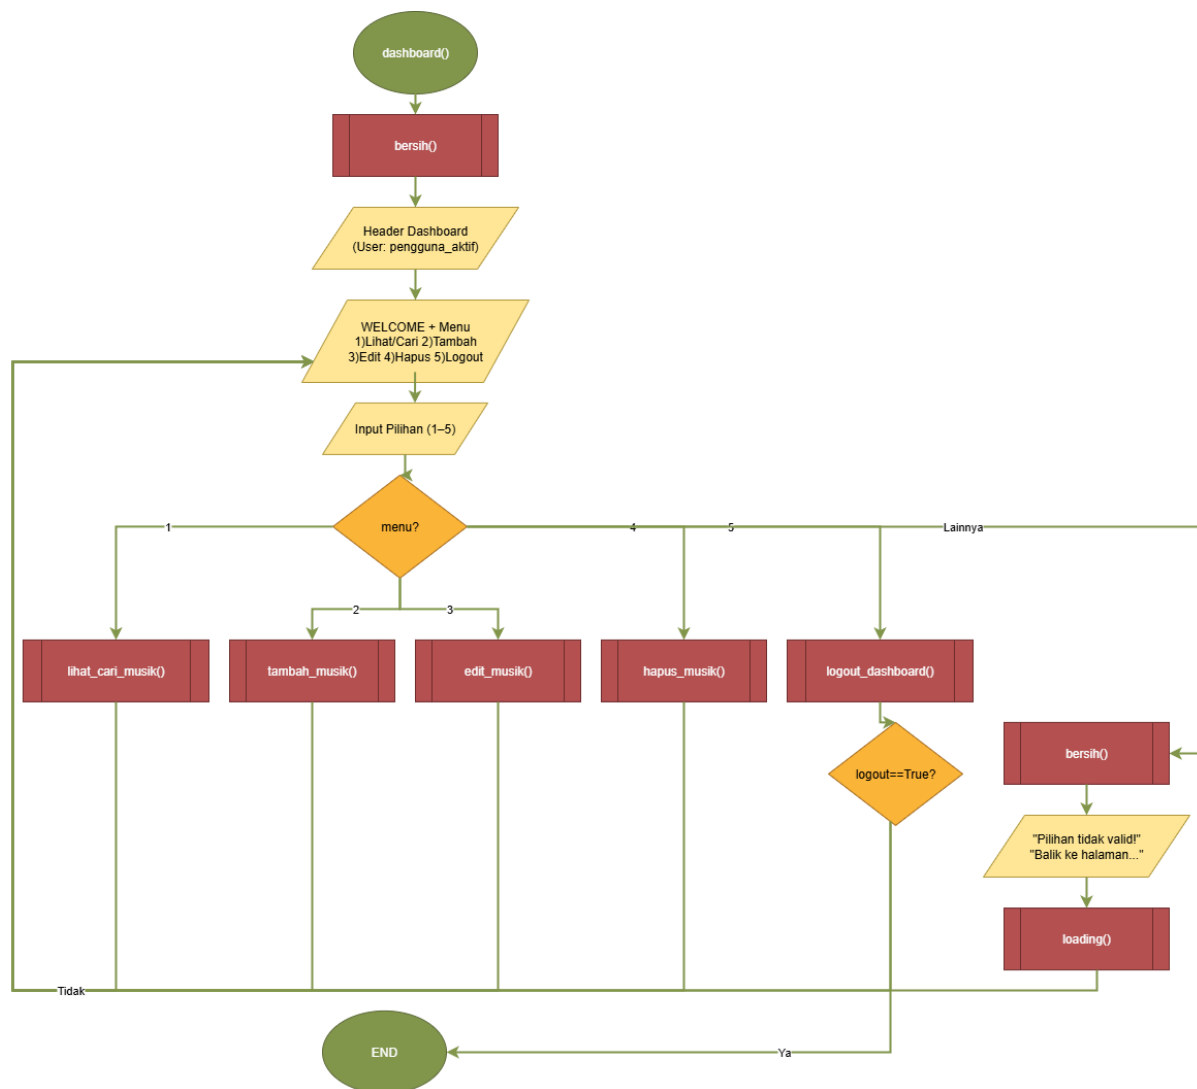 dashboard()
bersih()
Header Dashboard
(User: pengguna_aktif)
WELCOME + Menu
1)Lihat/Cari 2)Tambah
3)Edit 4)Hapus 5)Logout
Input Pilihan (1–5)
menu?
1
4
5
Lainnya
2
3
lihat_cari_musik()
tambah_musik()
edit_musik()
hapus_musik()
logout_dashboard()
logout==True?
bersih()
"Pilihan tidak valid!"
"Balik ke halaman..."
loading()
Tidak
END
Ya